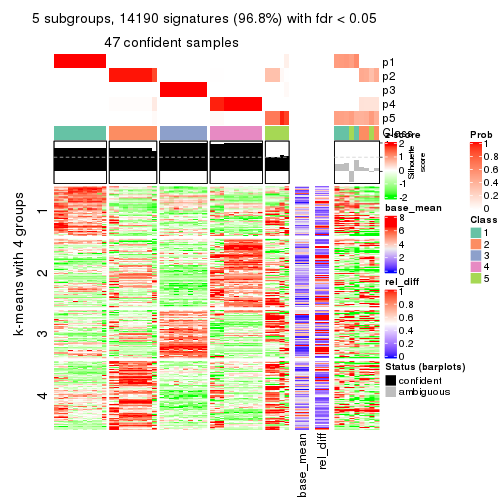 5 subgroups, 14190 signatures (96.8%) with fdr < 0.05
47 confident samples
p1
p2
p3
p4
p5
Class
z-score
2
1
0
-1
-2
Silhouette
score
Prob
1
0.8
0.6
0.4
0.2
0
base_mean
8
6
4
2
0
Class
1
2
3
4
5
rel_diff
1
0.8
0.6
0.4
0.2
0
Status (barplots)
confident
ambiguous
k-means with 4 groups
1
2
3
4
base_mean
rel_diff